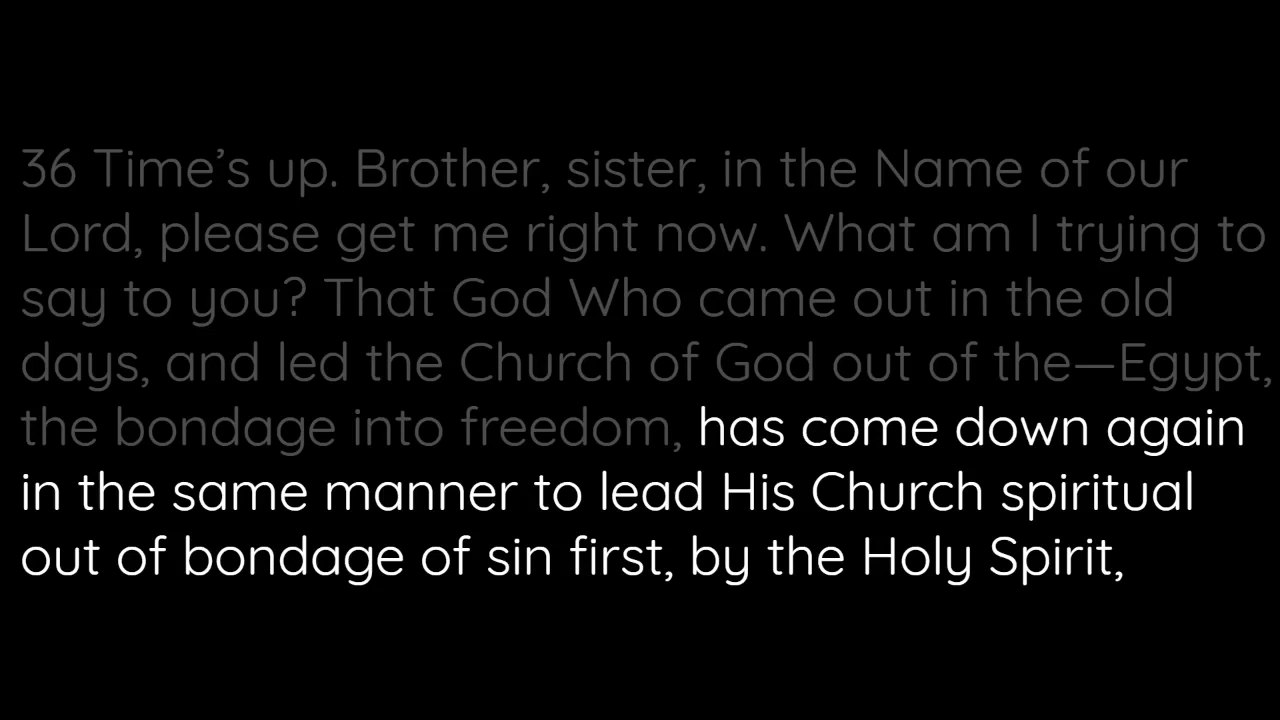 36 Time’s up. Brother, sister, in the Name of our
Lord, please get me right now. What am I trying to
say to you? That God Who came out in the old
days, and led the Church of God out of the—Egypt,
the bondage into freedom, has come down again
in the same manner to lead His Church spiritual
out of bondage of sin first, by the Holy Spirit,